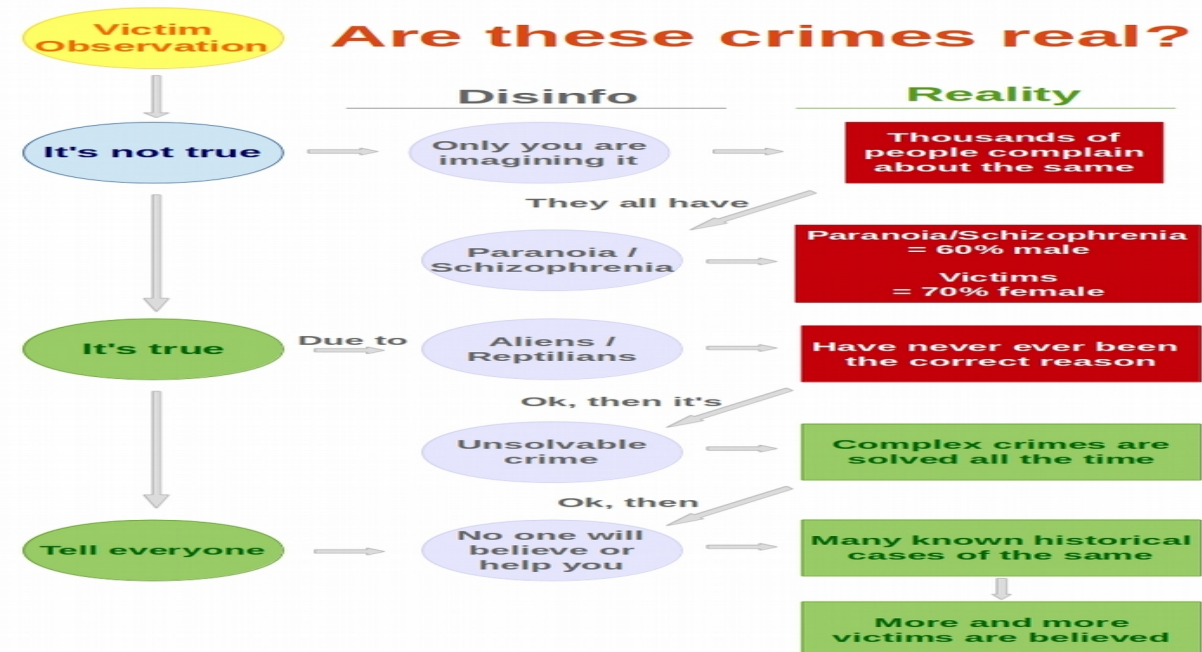 Victim
Observation
Are these crimes real?
Disinfo
Reality
It's not true
Only you are
imagining it
Thousands of
people complain
about the same
They all have
Paranoia /
Schizophrenia
Paranoia/Schizophrenia
= 60% male
Victims
= 70% female
It's true
Due to
Aliens /
Reptilians
Have never ever been
the correct reason
Ok, then it's
Unsolvable
crime
Complex crimes are
solved all the time
Ok, then
Tell everyone
No one will
believe or
help you
Many known historical
cases of the same
More and more
victims are believed